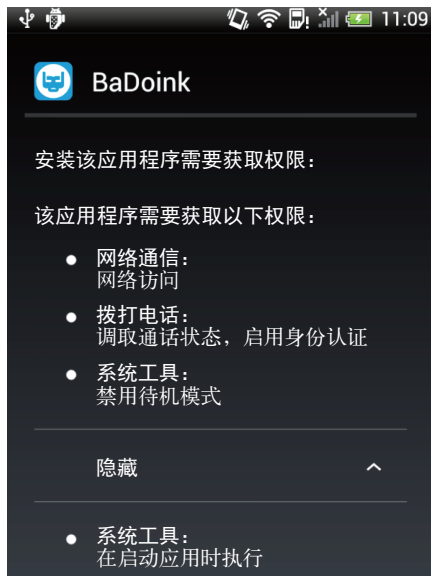 11:09
BaDoink
安装该应用程序需要获取权限：
该应用程序需要获取以下权限：
网络通信：
网络访问
拨打电话：
调取通话状态，启用身份认证
系统工具：
禁用待机模式
隐藏
系统工具：
在启动应用时执行